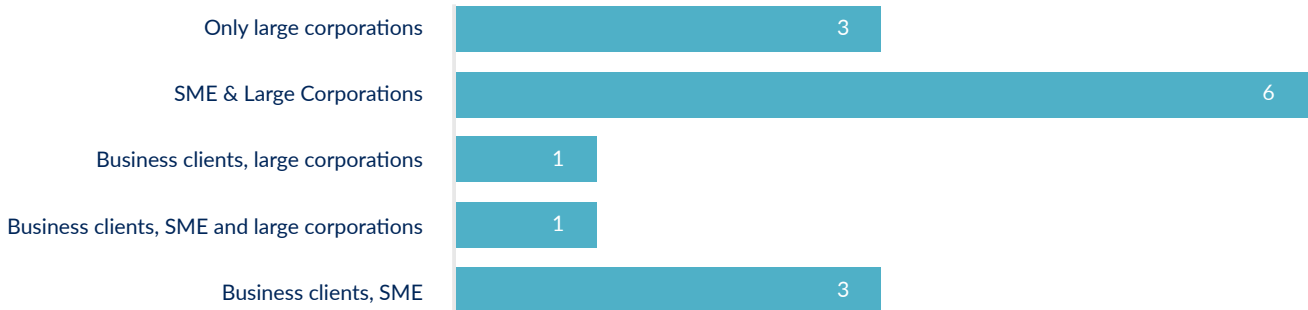 Only large corporations 3
SME & Large Corporations 6
Business clients, large corporations 1
Business clients, SME and large corporations 1
Business clients, SME 3